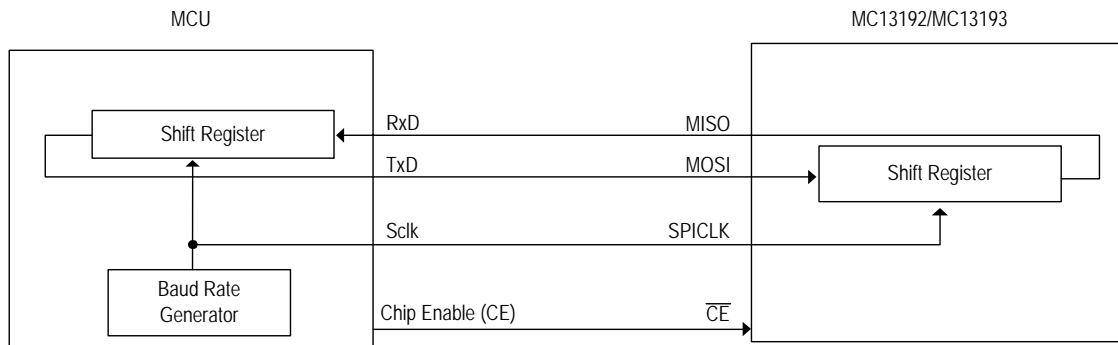 MCU
MC13192/MC13193
Shift Register
RxD
MISO
TxD
MOSI
Shift Register
Sclk
SPICLK
Baud Rate
Generator
Chip Enable (CE)
C̅E̅